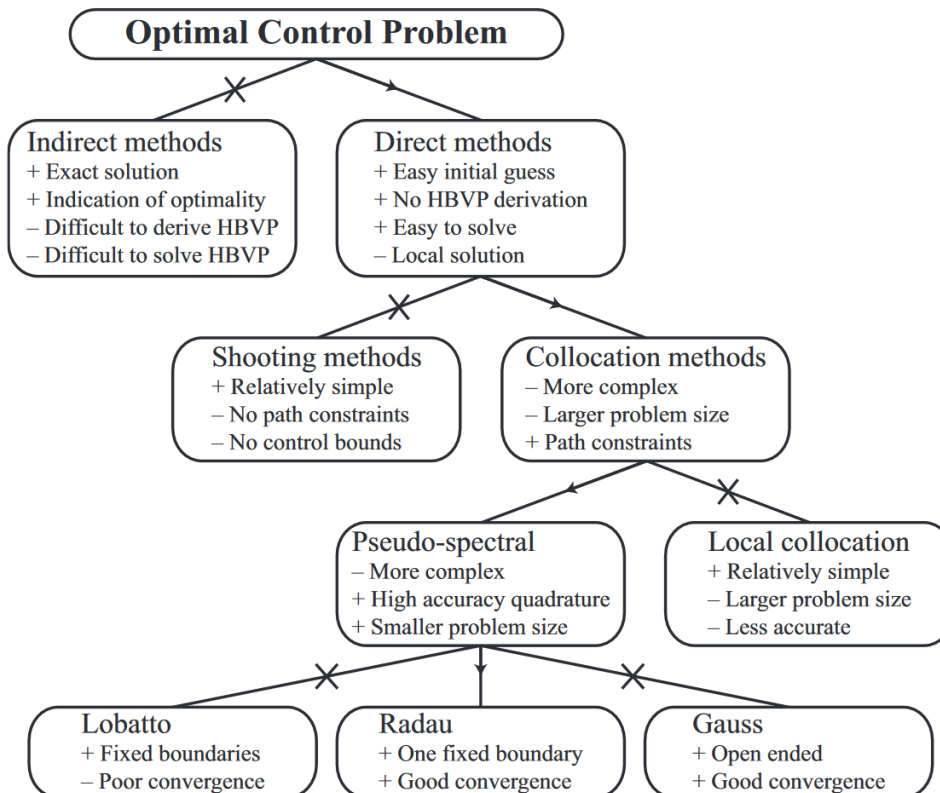 Optimal Control Problem
Indirect methods
+ Exact solution
+ Indication of optimality
– Difficult to derive HBVP
– Difficult to solve HBVP
Direct methods
+ Easy initial guess
+ No HBVP derivation
+ Easy to solve
– Local solution
Shooting methods
+ Relatively simple
– No path constraints
– No control bounds
Collocation methods
– More complex
– Larger problem size
+ Path constraints
Pseudo-spectral
– More complex
+ High accuracy quadrature
+ Smaller problem size
Local collocation
+ Relatively simple
– Larger problem size
– Less accurate
Lobatto
+ Fixed boundaries
– Poor convergence
Radau
+ One fixed boundary
+ Good convergence
Gauss
+ Open ended
+ Good convergence